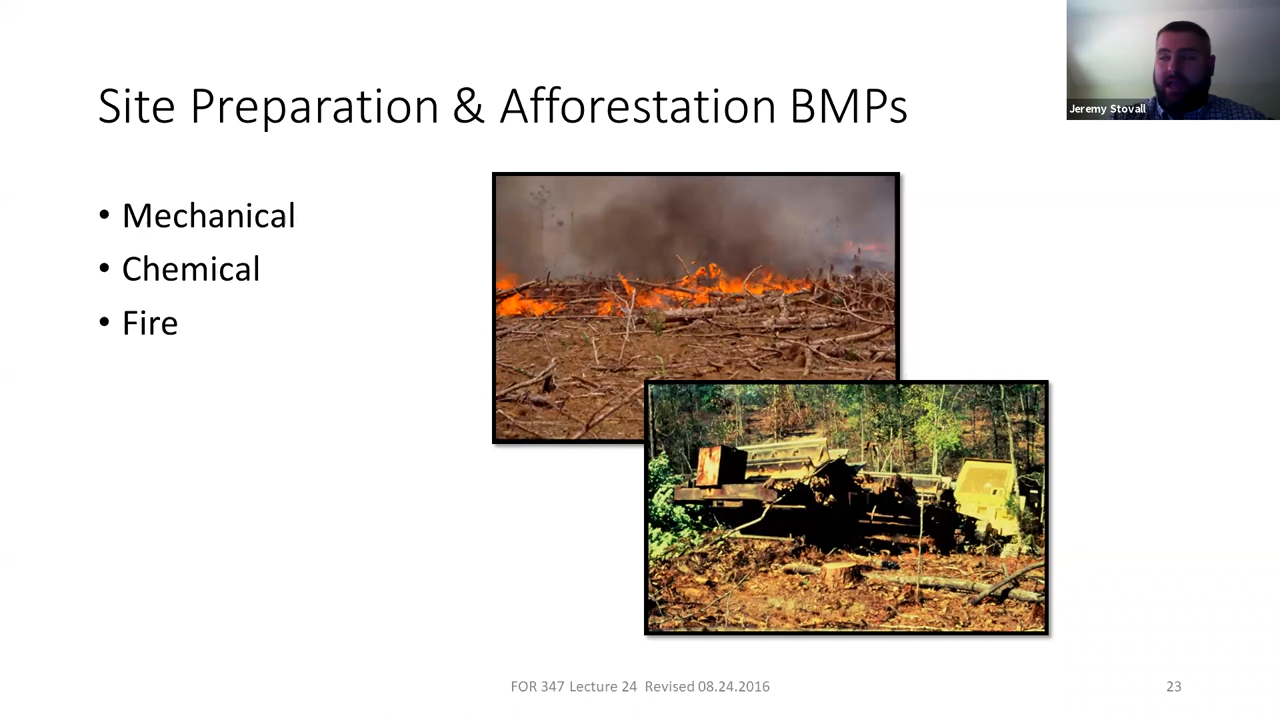 Site Preparation & Afforestation BMPs
Jeremy Stovall
• Mechanical
• Chemical
• Fire
FOR 347 Lecture 24 Revised 08.24.2016
23